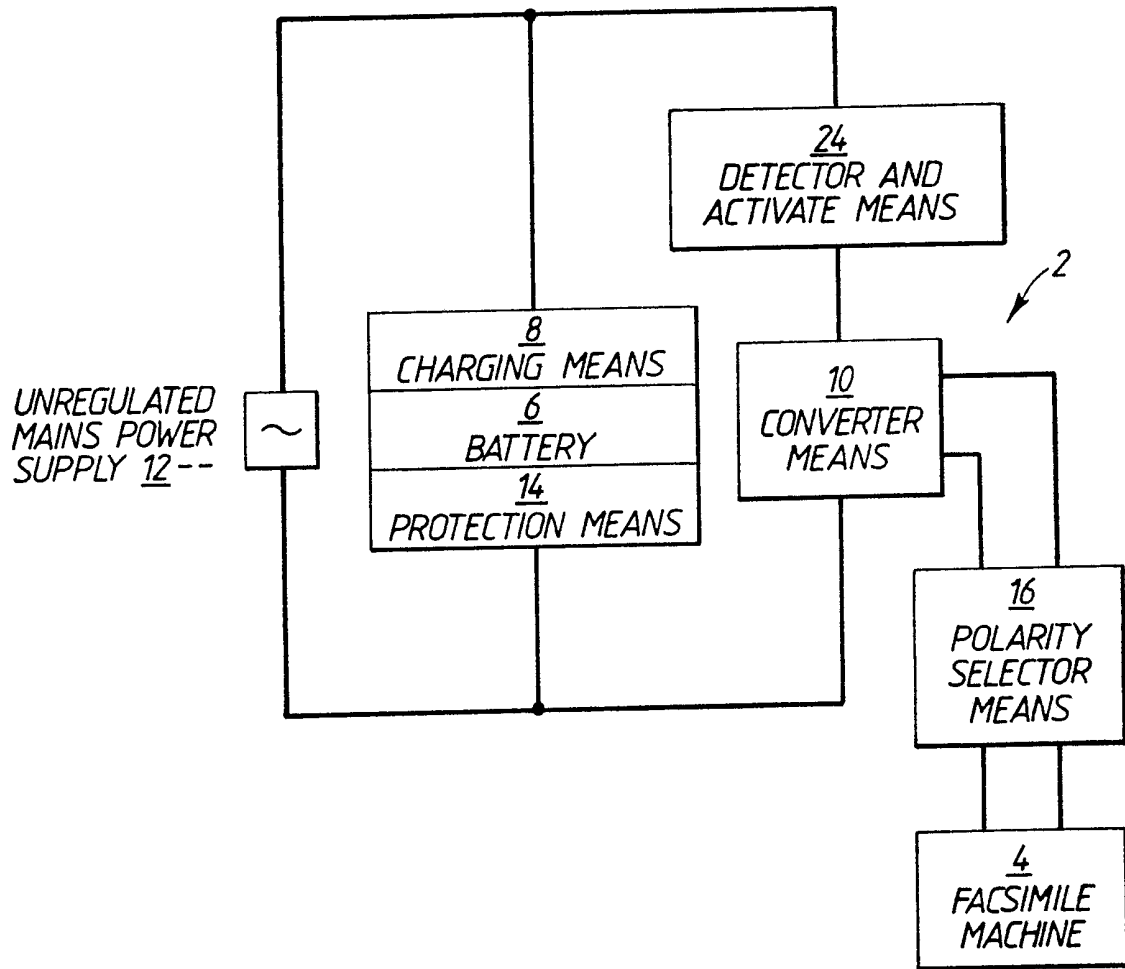 24
DETECTOR AND
ACTIVATE MEANS
2
8
CHARGING MEANS
6
BATTERY
14
PROTECTION MEANS
UNREGULATED
MAINS POWER
SUPPLY 12--
~
10
CONVERTER
MEANS
16
POLARITY
SELECTOR
MEANS
4
FACSIMILE
MACHINE